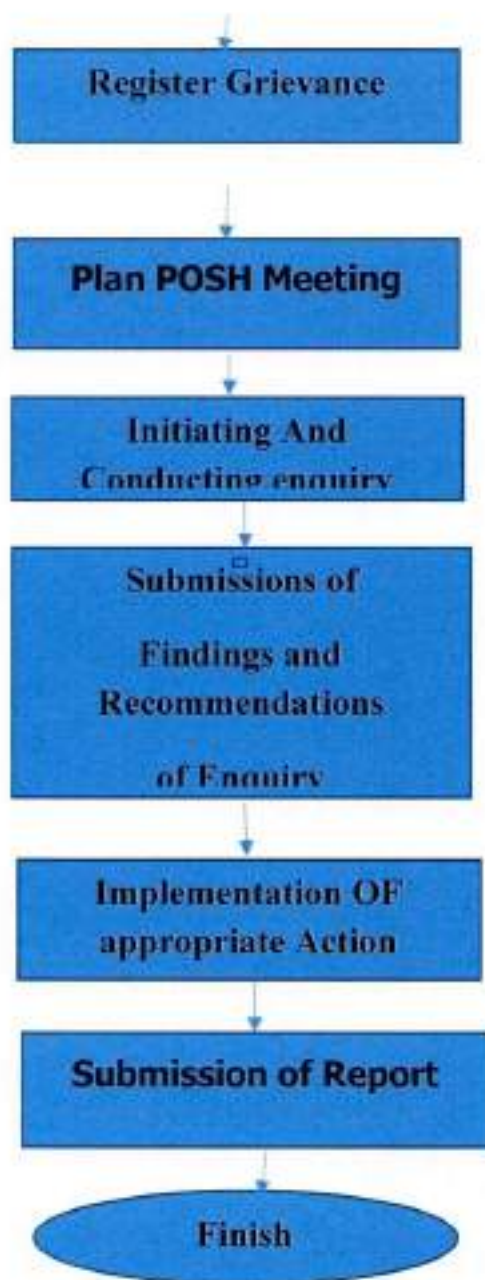 Register Grievance
Plan POSH Meeting
Initiating And
Conducting enquiry
Submissions of
Findings and
Recommendations
of Enquiry
Implementation OF
appropriate Action
Submission of Report
Finish